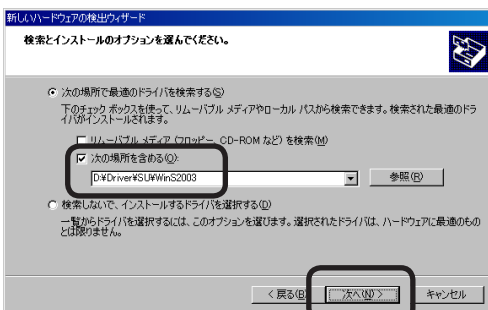 新しいハードウェアの検出ウィザード
検索とインストールのオプションを選んでください。
次の場所で最適のドライバを検索する(S)
下のチェック ボックスを使って、リムーバブル メディアやローカル パスから検索できます。検索された最適のドラ
イバがインストールされます。
リムーバブル メディア (フロッピー、CD-ROM など) を検索(M)
次の場所を含める(O):
D:¥Driver¥SU¥WinS2003
参照(R)
検索しないで、インストールするドライバを選択する(D)
一覧からドライバを選択するには、このオプションを選びます。選択されたドライバは、ハードウェアに最適のもの
とは限りません。
< 戻る(B)
次へ(N) >
キャンセル